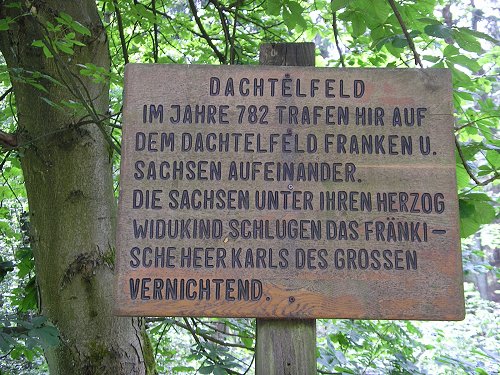 DACHTELFELD
IM JAHRE 782 TRAFEN HIR AUF
DEM DACHTELFELD FRANKEN U.
SACHSEN AUFEINANDER.
DIE SACHSEN UNTER IHREN HERZOG
WIDUKIND SCHLUGEN DAS FRÄNKI–
SCHE HEER KARLS DES GROSSEN
VERNICHTEND.